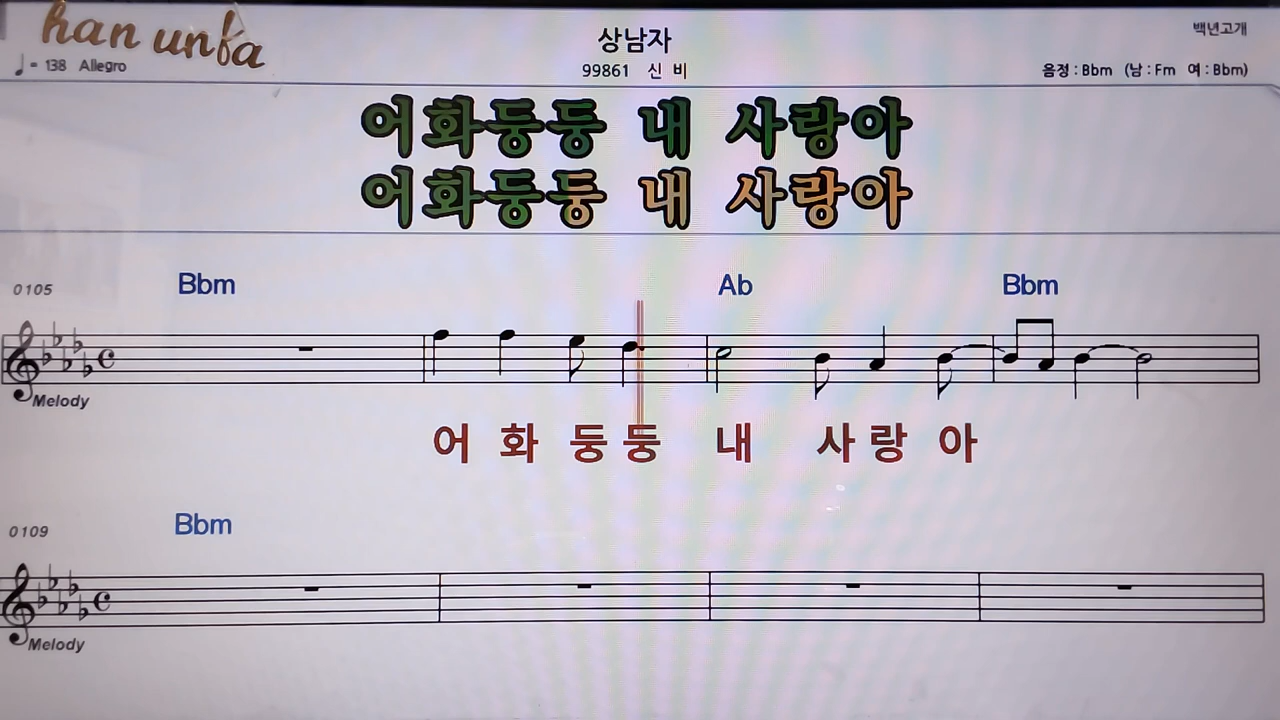 han unfa
상남자
백년고개
♩= 138 Allegro
99861 신 비
음정 : Bbm (남 : Fm 여 : Bbm)
어화둥둥 내 사랑아
어화둥둥 내 사랑아
0105 Bbm Ab Bbm
Melody
어 화 둥 둥 내 사 랑 아
0109 Bbm
Melody